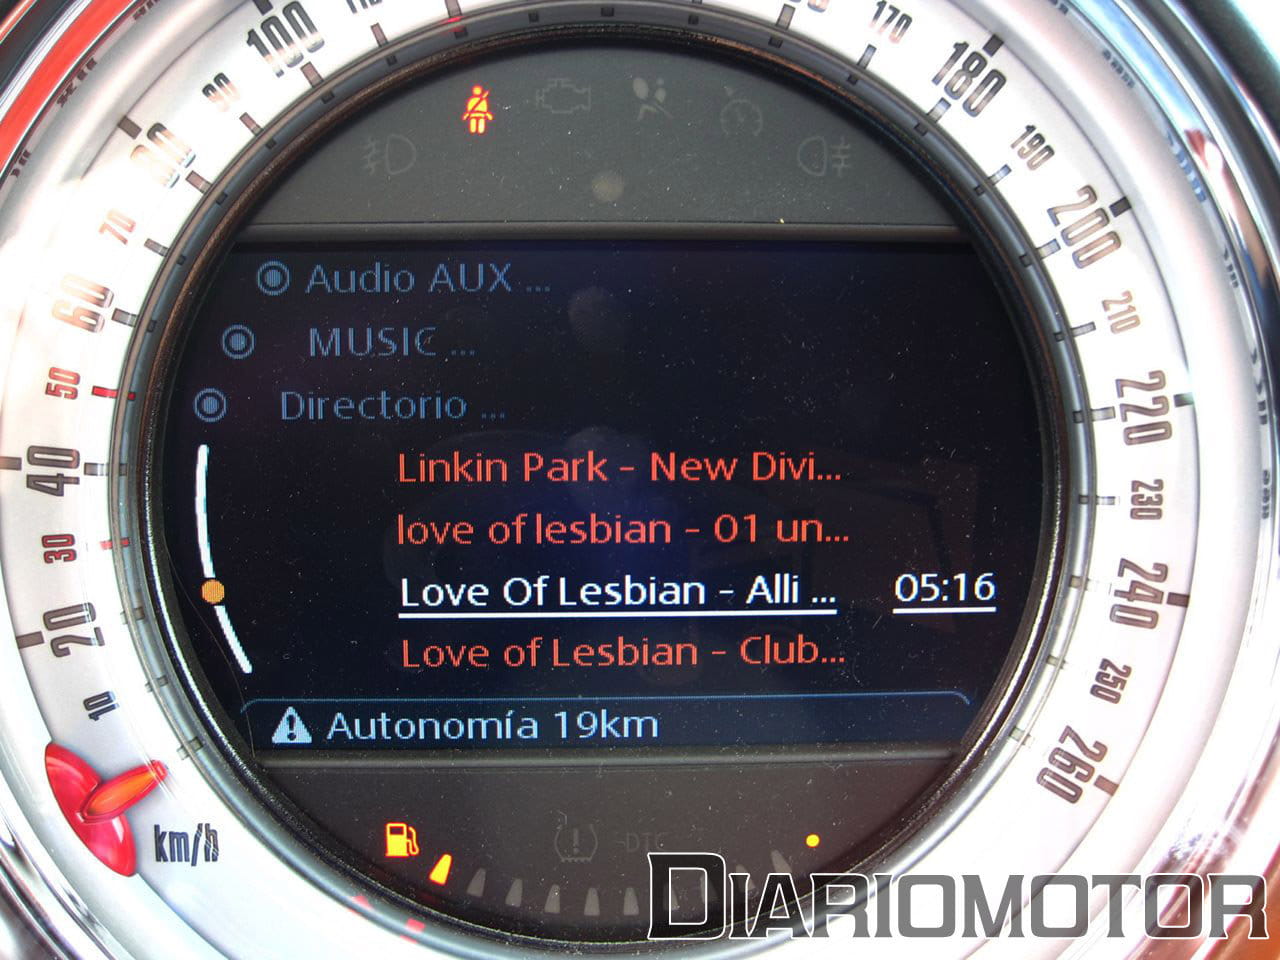 Audio AUX ...
MUSIC ...
Directorio ...
Linkin Park - New Divi...
love of lesbian - 01 un...
Love Of Lesbian - Alli ... 05:16
Love of Lesbian - Club...
Autonomía 19km
10
20
30
40
50
60
70
80
90
100
170
180
190
200
210
220
230
240
250
260
km/h
DTC
DIARIOMOTOR